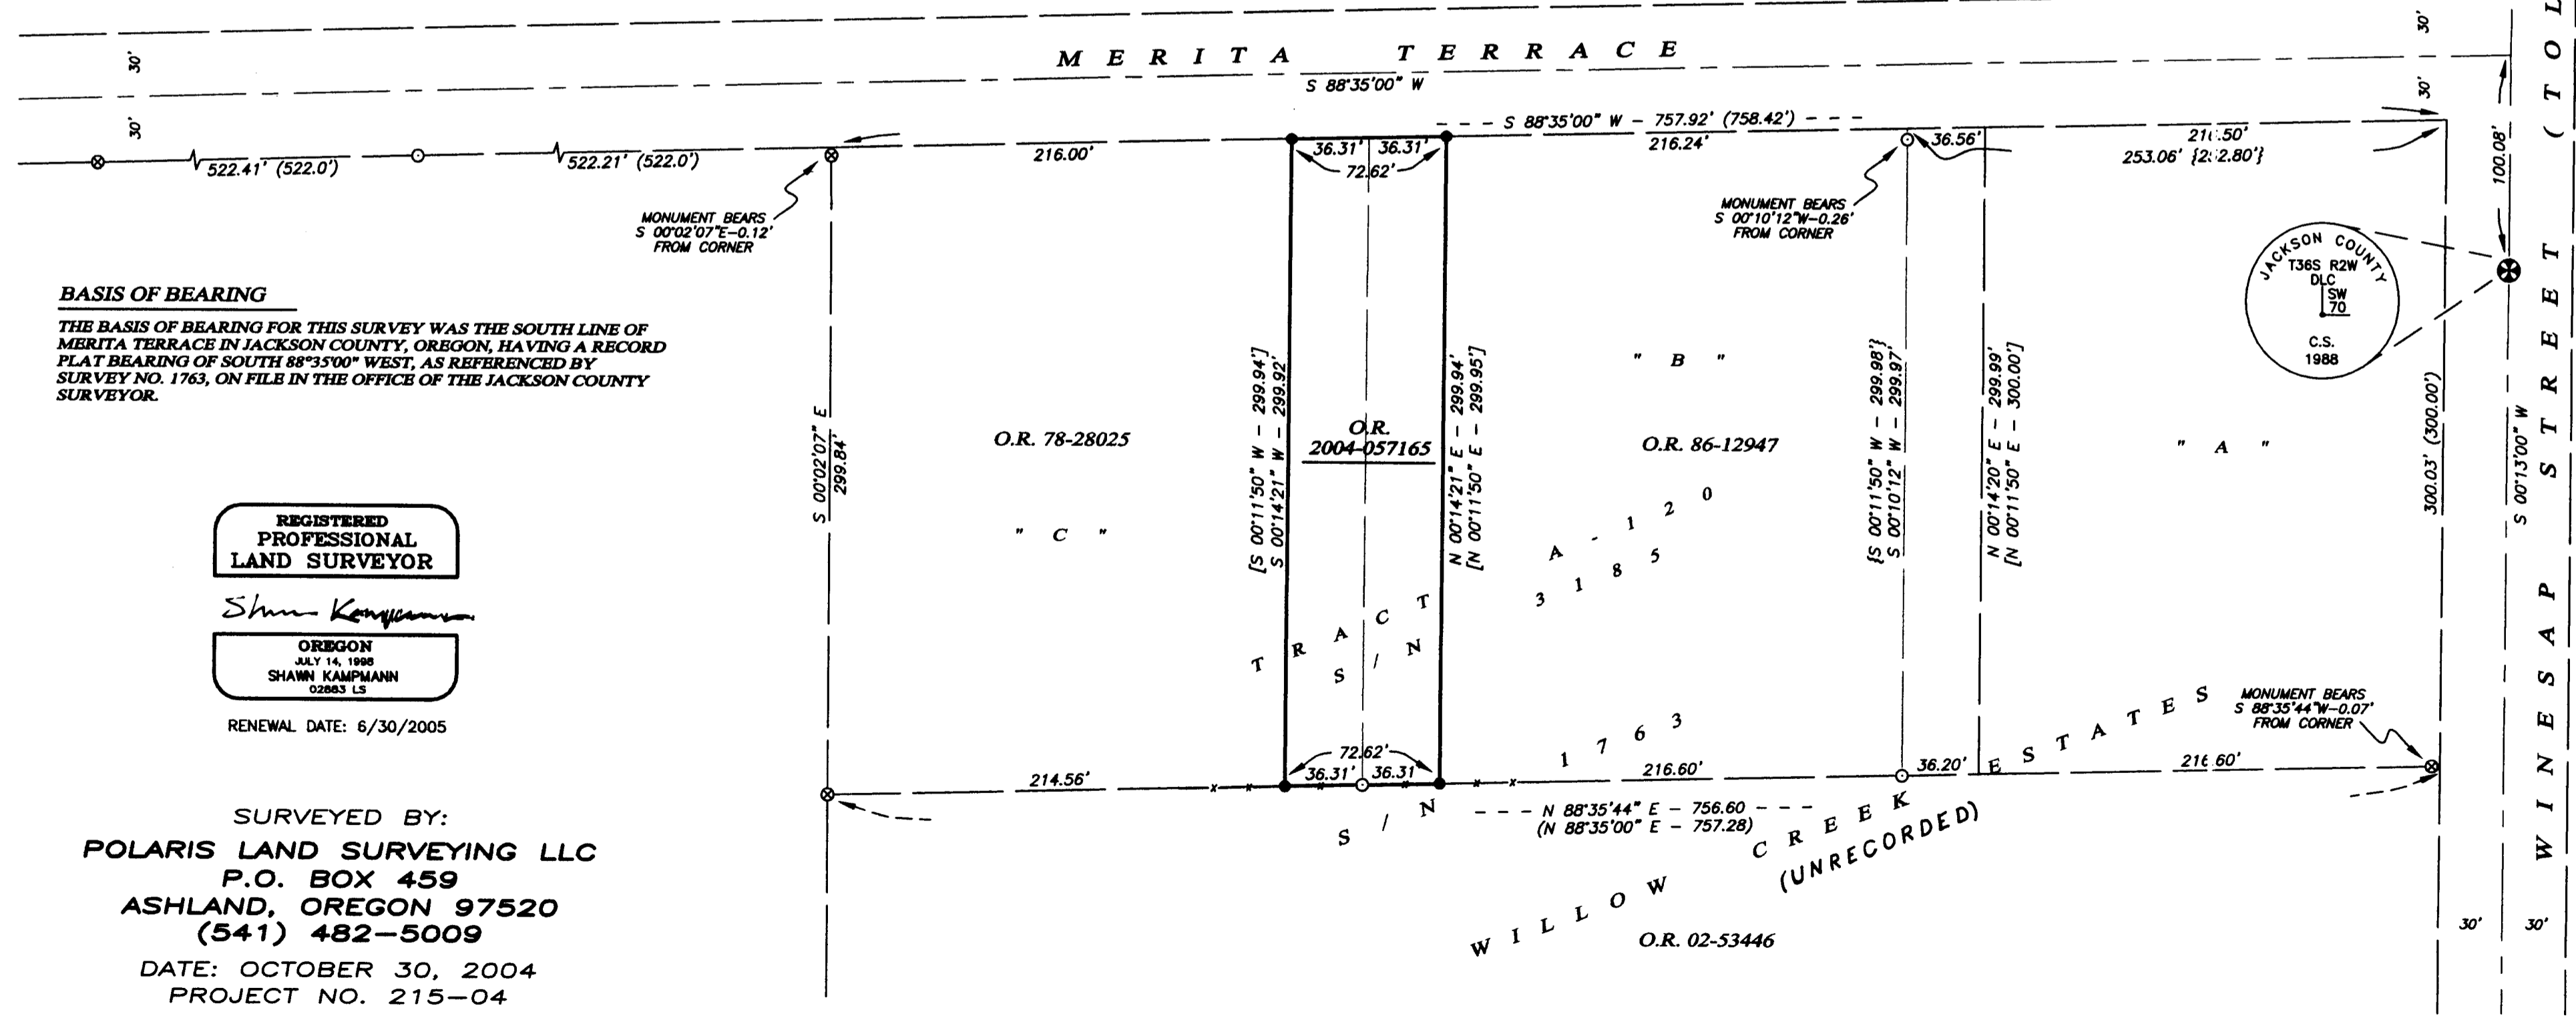 MERITA TERRACE
S 88°35'00" W
30'
30'
30'
30'
- - - S 88°35'00" W - 757.92' (758.42') - - -
522.41' (522.0')
522.21' (522.0')
216.00'
36.31' 36.31'
72.62'
216.24'
36.56'
253.06'
100.08'
MONUMENT BEARS
S 00°02'07"E-0.12'
FROM CORNER
MONUMENT BEARS
S 00°10'12"W-0.26'
FROM CORNER
JACKSON COUNTY
T36S R2W
DLC
SW
70
C.S.
1988
BASIS OF BEARING
THE BASIS OF BEARING FOR THIS SURVEY WAS THE SOUTH LINE OF
MERITA TERRACE IN JACKSON COUNTY, OREGON, HAVING A RECORD
PLAT BEARING OF SOUTH 88°35'00" WEST, AS REFERENCED BY
SURVEY NO. 1763, ON FILE IN THE OFFICE OF THE JACKSON COUNTY
SURVEYOR.
S 00°02'07" E
299.84'
O.R. 78-28025
" C "
[S 00°11'50" W - 299.94']
S 00°14'21" W - 299.92'
O.R.
2004-057165
N 00°14'21" E - 299.94'
[N 00°11'50" E - 299.95']
" B "
O.R. 86-12947
{S 00°11'50" W - 299.98'}
S 00°10'12" W - 299.97'
N 00°14'20" E - 299.99'
[N 00°11'50" E - 300.00']
" A "
300.03' (300.00')
S 00°13'00" W
WINESAP STREET (TOL
TRACT A-120
S/N 3185
S/N 1763
WILLOW CREEK ESTATES
(UNRECORDED)
O.R. 02-53446
MONUMENT BEARS
S 88°35'44"W-0.07'
FROM CORNER
214.56'
72.62'
36.31' 36.31'
216.60'
36.20'
216.60'
- - - N 88°35'44" E - 756.60 - - -
(N 88°35'00" E - 757.28)
30'
30'
REGISTERED
PROFESSIONAL
LAND SURVEYOR
Shawn Kampmann
OREGON
JULY 14, 1998
SHAWN KAMPMANN
02883 LS
RENEWAL DATE: 6/30/2005
SURVEYED BY:
POLARIS LAND SURVEYING LLC
P.O. BOX 459
ASHLAND, OREGON 97520
(541) 482-5009
DATE: OCTOBER 30, 2004
PROJECT NO. 215-04